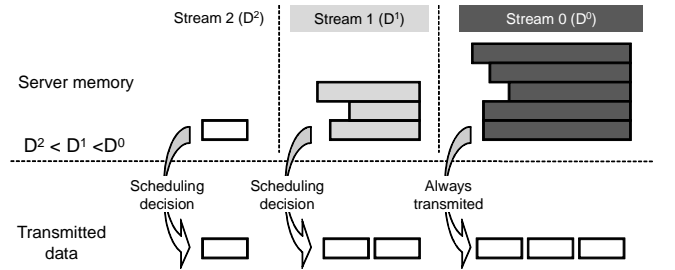 Stream 2 (D²)
Stream 1 (D¹)
Stream 0 (D⁰)
Server memory
D² < D¹ <D⁰
Scheduling
decision
Scheduling
decision
Always
transmited
Transmitted
data